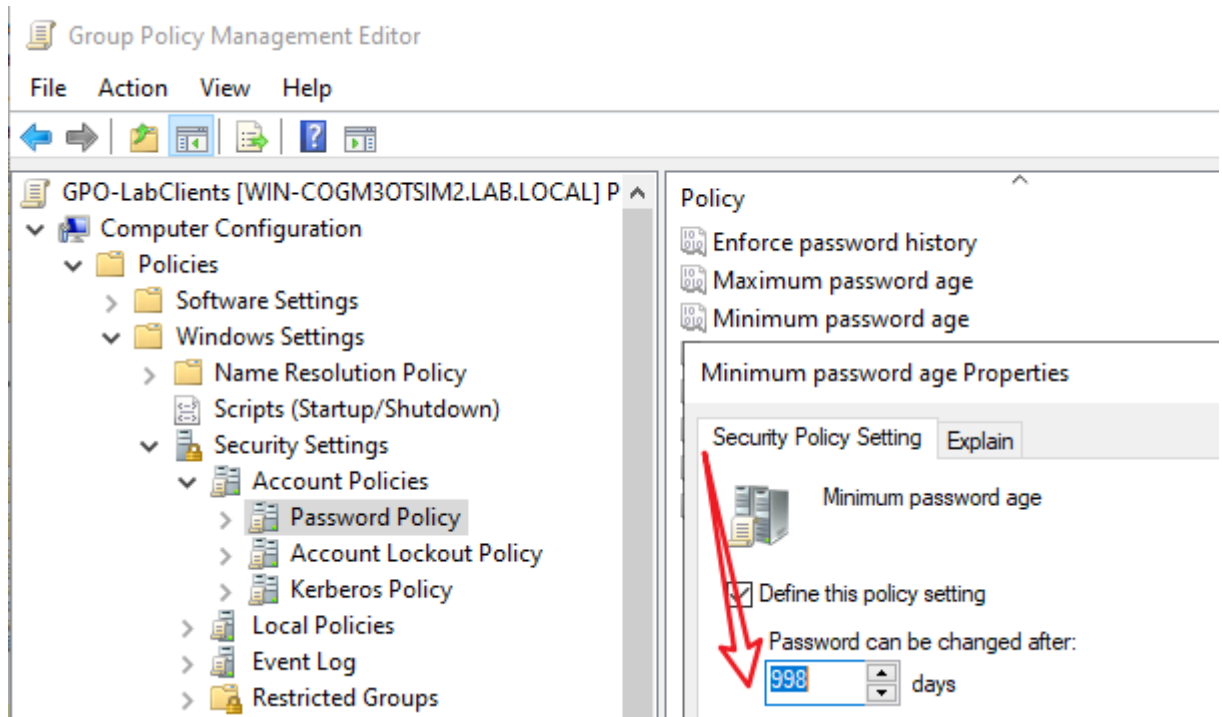 Group Policy Management Editor
File Action View Help
GPO-LabClients [WIN-COGM3OTSIM2.LAB.LOCAL] P
Computer Configuration
Policies
Software Settings
Windows Settings
Name Resolution Policy
Scripts (Startup/Shutdown)
Security Settings
Account Policies
Password Policy
Account Lockout Policy
Kerberos Policy
Local Policies
Event Log
Restricted Groups
Policy
Enforce password history
Maximum password age
Minimum password age
Minimum password age Properties
Security Policy Setting Explain
Minimum password age
Define this policy setting
Password can be changed after:
998 days